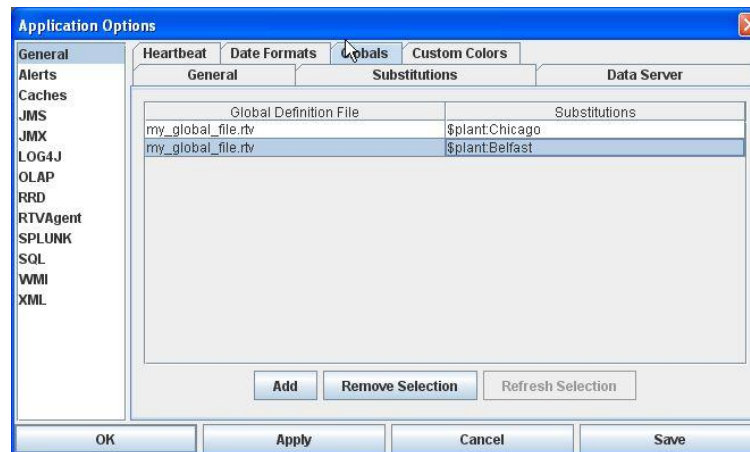 Application Options
General
Alerts
Caches
JMS
JMX
LOG4J
OLAP
RRD
RTVAgent
SPLUNK
SQL
WMI
XML
Heartbeat Date Formats Globals Custom Colors
General Substitutions Data Server
Global Definition File Substitutions
my_global_file.rtv $plant:Chicago
my_global_file.rtv $plant:Belfast
Add Remove Selection Refresh Selection
OK Apply Cancel Save